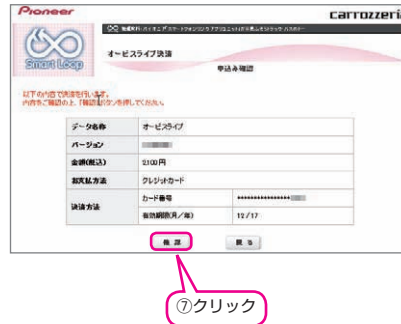 Pioneer
carrozzeria
Smart Loop
オービスライブ決済
申込み確認
以下の内容で決済を行います。
内容をご確認の上、「確認」ボタンを押してください。
データ名称 オービスライブ
バージョン
金額(税込) 2,100円
お支払方法 クレジットカード
決済方法 カード番号 ****************
有効期限(月/年) 12/17
確認 戻る
⑦クリック